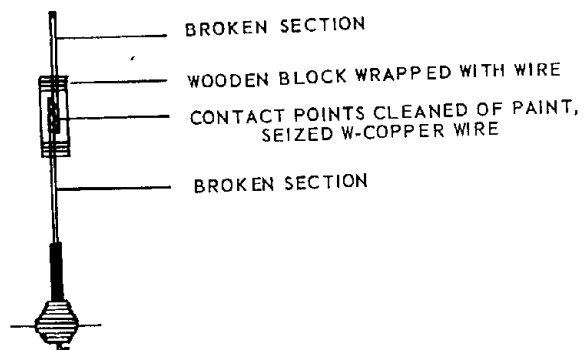 BROKEN SECTION
WOODEN BLOCK WRAPPED WITH WIRE
CONTACT POINTS CLEANED OF PAINT,
SEIZED W-COPPER WIRE
BROKEN SECTION